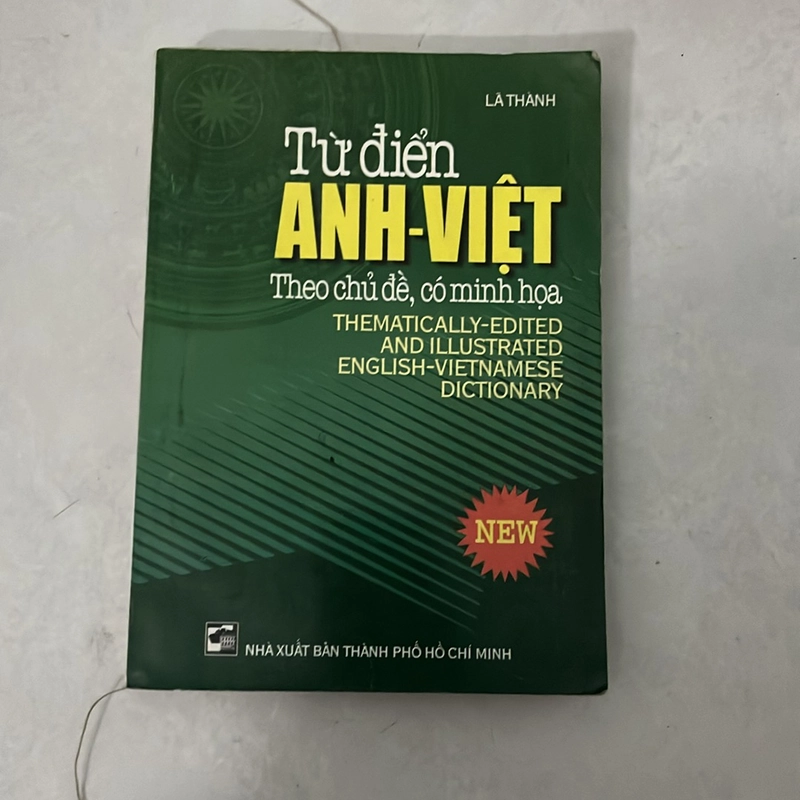 LÃ THÀNH
Từ điển
ANH-VIỆT
Theo chủ đề, có minh họa
THEMATICALLY-EDITED
AND ILLUSTRATED
ENGLISH-VIETNAMESE
DICTIONARY
NEW
NHÀ XUẤT BẢN THÀNH PHỐ HỒ CHÍ MINH